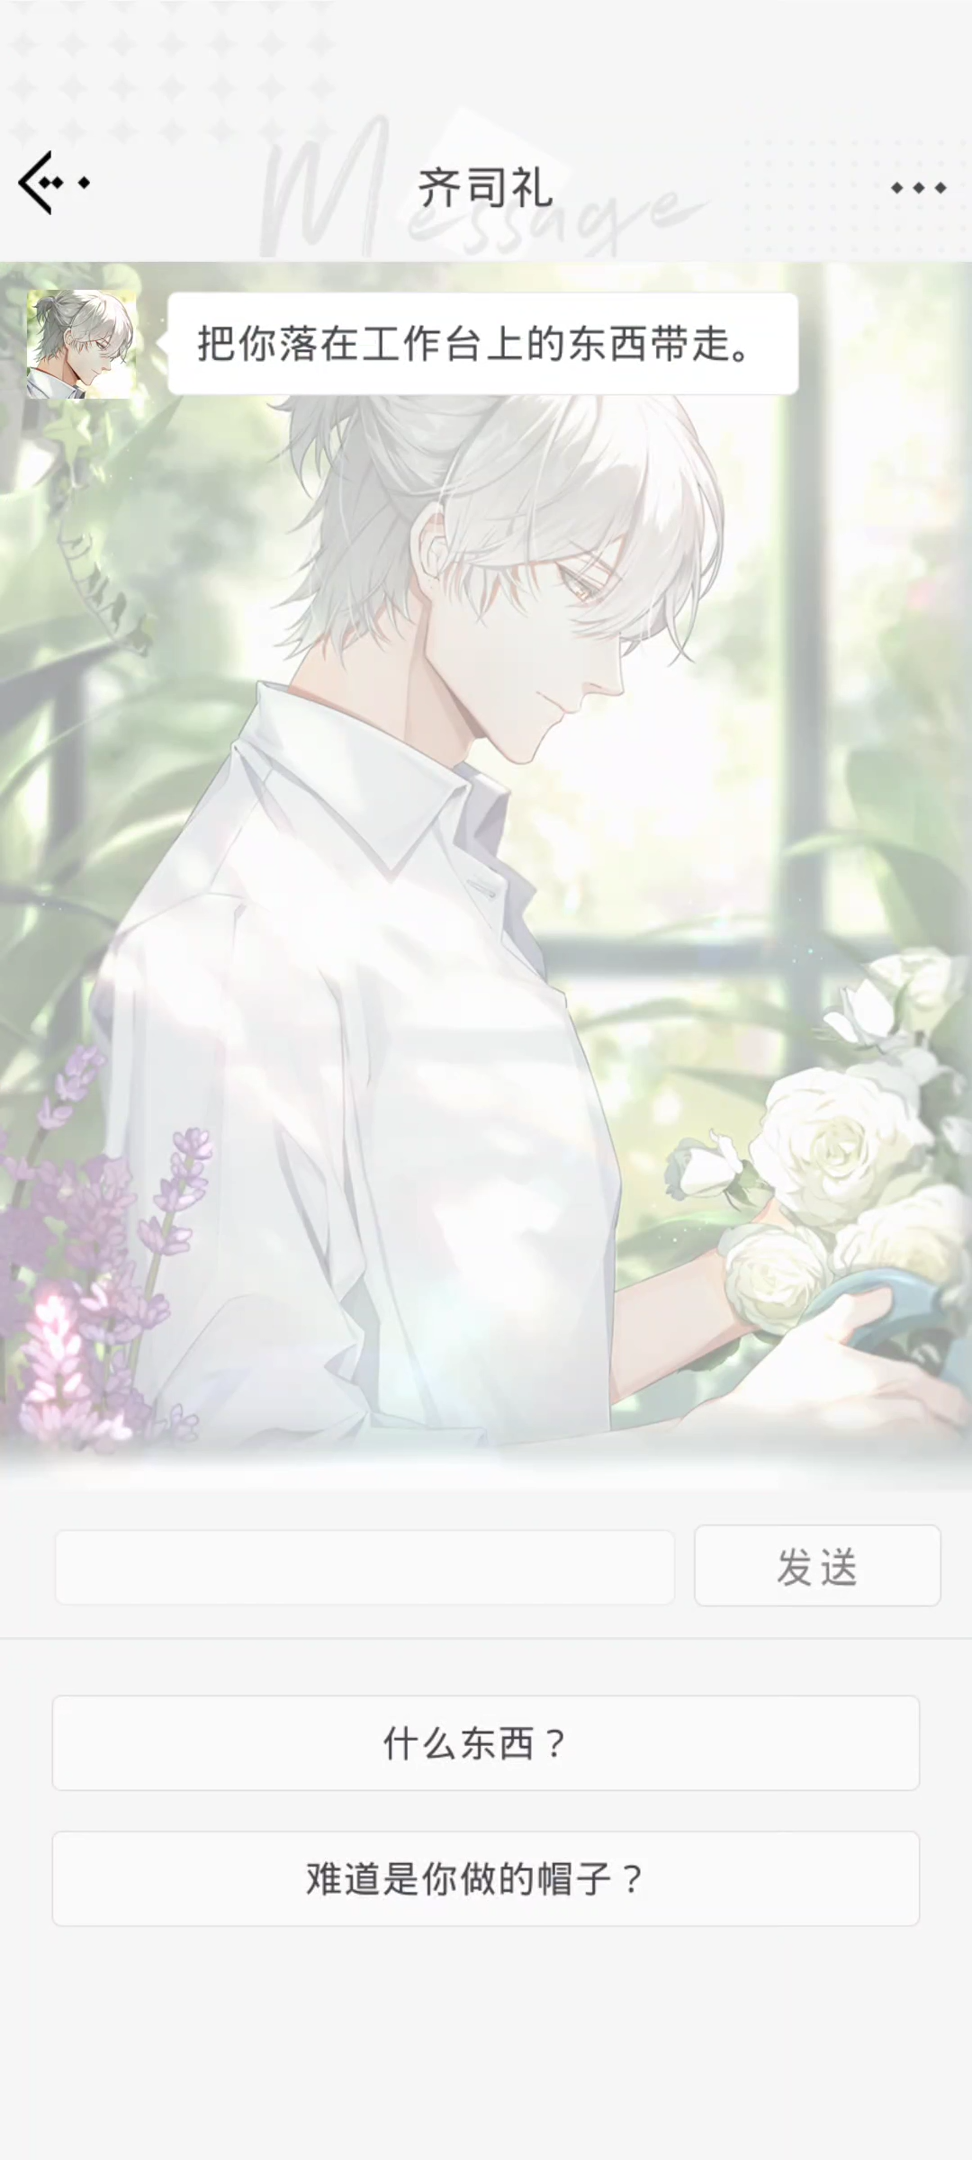 Message
齐司礼
把你落在工作台上的东西带走。
发送
什么东西？
难道是你做的帽子？